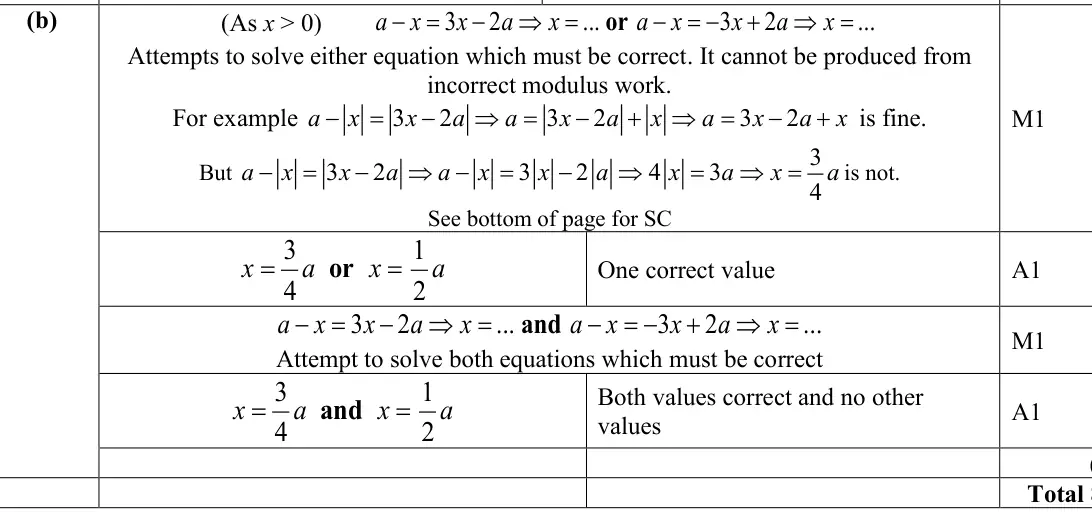 (b)
(As x > 0) a − x = 3x − 2a ⇒ x = ... or a − x = −3x + 2a ⇒ x = ...
Attempts to solve either equation which must be correct. It cannot be produced from
incorrect modulus work.
For example a − |x| = |3x − 2a| ⇒ a = |3x − 2a| + |x| ⇒ a = 3x − 2a + x is fine.
M1
But a − |x| = |3x − 2a| ⇒ a − |x| = 3|x| − 2|a| ⇒ 4|x| = 3a ⇒ x = 3/4 a is not.
See bottom of page for SC
x = 3/4 a or x = 1/2 a One correct value A1
a − x = 3x − 2a ⇒ x = ... and a − x = −3x + 2a ⇒ x = ...
Attempt to solve both equations which must be correct
M1
x = 3/4 a and x = 1/2 a Both values correct and no other
values
A1
Total